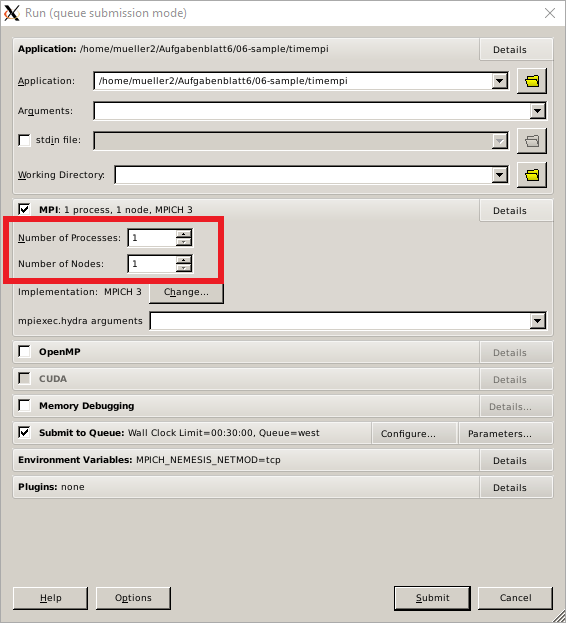 Run (queue submission mode)
Application: /home/mueller2/Aufgabenblatt6/06-sample/timempi Details
Application: /home/mueller2/Aufgabenblatt6/06-sample/timempi
Arguments:
stdin file:
Working Directory:
MPI: 1 process, 1 node, MPICH 3 Details
Number of Processes: 1
Number of Nodes: 1
Implementation: MPICH 3 Change...
mpiexec.hydra arguments
OpenMP Details
CUDA Details
Memory Debugging Details...
Submit to Queue: Wall Clock Limit=00:30:00, Queue=west Configure... Parameters...
Environment Variables: MPICH_NEMESIS_NETMOD=tcp Details
Plugins: none Details
Help Options Submit Cancel